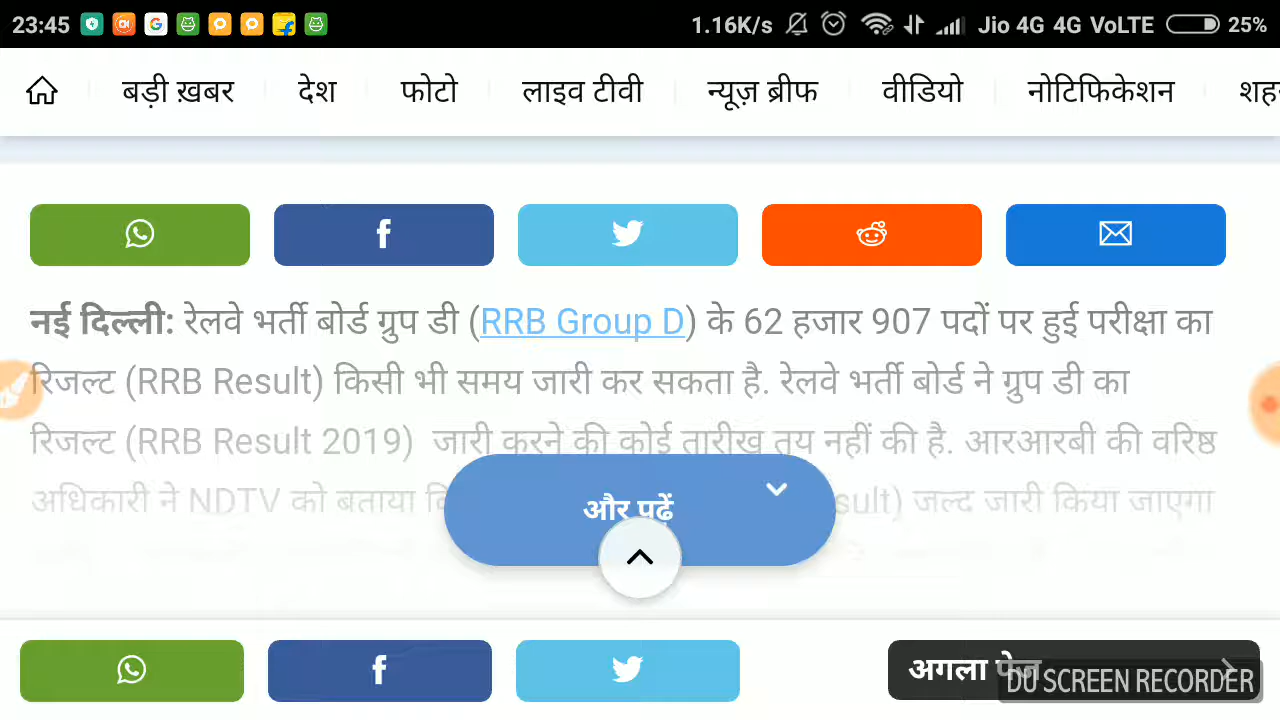 23:45 1.16K/s Jio 4G 4G VoLTE 25%
बड़ी ख़बर देश फोटो लाइव टीवी न्यूज़ ब्रीफ वीडियो नोटिफिकेशन
नई दिल्ली: रेलवे भर्ती बोर्ड ग्रुप डी (RRB Group D) के 62 हजार 907 पदों पर हुई परीक्षा का
रिजल्ट (RRB Result) किसी भी समय जारी कर सकता है. रेलवे भर्ती बोर्ड ने ग्रुप डी का
रिजल्ट (RRB Result 2019) जारी करने की कोई तारीख तय नहीं की है. आरआरबी की वरिष्ठ
अधिकारी ने NDTV को बताया जल्द जारी किया जाएगा
और पढ़ें
अगला पेज
DU SCREEN RECORDER